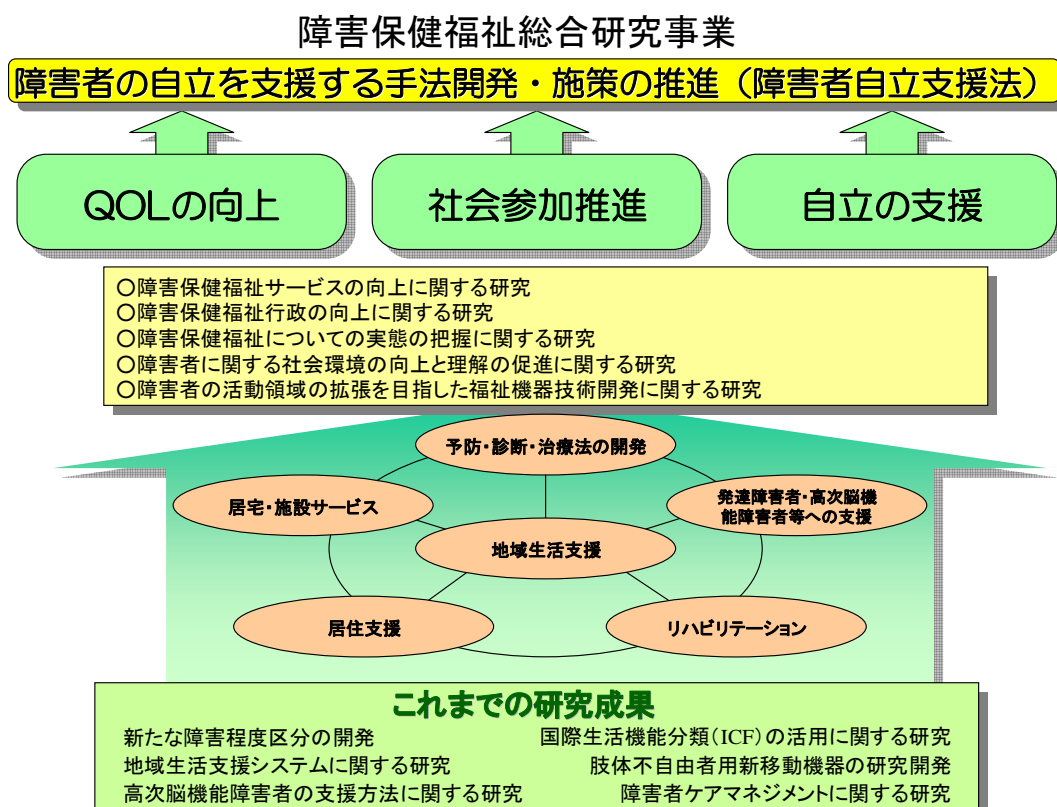 障害保健福祉総合研究事業
障害者の自立を支援する手法開発・施策の推進（障害者自立支援法）
QOLの向上
社会参加推進
自立の支援
○障害保健福祉サービスの向上に関する研究
○障害保健福祉行政の向上に関する研究
○障害保健福祉についての実態の把握に関する研究
○障害者に関する社会環境の向上と理解の促進に関する研究
○障害者の活動領域の拡張を目指した福祉機器技術開発に関する研究
予防・診断・治療法の開発
居宅・施設サービス
発達障害者・高次脳機
能障害者等への支援
地域生活支援
居住支援
リハビリテーション
これまでの研究成果
新たな障害程度区分の開発
国際生活機能分類（ICF）の活用に関する研究
地域生活支援システムに関する研究
肢体不自由者用新移動機器の研究開発
高次脳機能障害者の支援方法に関する研究
障害者ケアマネジメントに関する研究